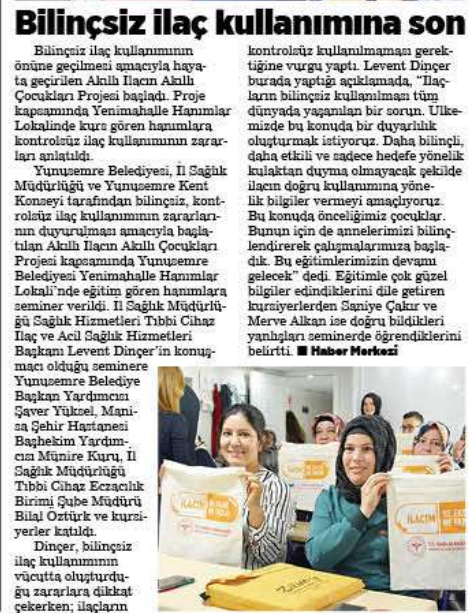 Bilinçsiz ilaç kullanımına son
Bilinçsiz ilaç kullanımının
önüne geçilmesi amacıyla haya-
ta geçirilen Akıllı İlacın Akıllı
Çocukları Projesi başladı. Proje
kapsamında Yenimahalle Hanımlar
Lokalinde kurs gören hanımlara
kontrolsüz ilaç kullanımının zarar-
ları anlatıldı.
Yunusemre Belediyesi, İl Sağlık
Müdürlüğü ve Yunusemre Kent
Konseyi tarafından bilinçsiz, kont-
rolsüz ilaç kullanımının zararları-
nın duyurulması amacıyla başla-
tılan Akıllı İlacın Akıllı Çocukları
Projesi kapsamında Yunusemre
Belediyesi Yenimahalle Hanımlar
Lokali'nde eğitim gören hanımlara
seminer verildi. İl Sağlık Müdürlü-
ğü Sağlık Hizmetleri Tıbbi Cihaz
İlaç ve Acil Sağlık Hizmetleri
Başkanı Levent Dinçer'in konuş-
macı olduğu seminere
Yunusemre Belediye
Başkan Yardımcısı
Şaver Yüksel, Mani-
sa Şehir Hastanesi
Başhekim Yardım-
cısı Münire Kuru, İl
Sağlık Müdürlüğü
Tıbbi Cihaz Eczacılık
Birimi Şube Müdürü
Bilal Öztürk ve kursi-
yerler katıldı.
Dinçer, bilinçsiz
ilaç kullanımının
vücutta oluşturdu-
ğu zararlara dikkat
çekerken; ilaçların
kontrolsüz kullanılmaması gerek-
tiğine vurgu yaptı. Levent Dinçer
burada yaptığı açıklamada, "İlaç-
ların bilinçsiz kullanılması tüm
dünyada yaşanılan bir sorun. Ülke-
mizde bu konuda bir duyarlılık
oluşturmak istiyoruz. Daha bilinçli,
daha etkili ve sadece hedefe yönelik
kulaktan duyma olmayacak şekilde
ilacın doğru kullanımına yöne-
lik bilgiler vermeyi amaçlıyoruz.
Bu konuda önceliğimiz çocuklar.
Bunun için de annelerimizi bilinç-
lendirerek çalışmalarımıza başla-
dık. Bu eğitimlerimizin devamı
gelecek" dedi. Eğitimle çok güzel
bilgiler edindiklerini dile getiren
kursiyerlerden Saniye Çakır ve
Merve Alkan ise doğru bildikleri
yanlışları seminerde öğrendiklerini
belirtti. ■ Haber Merkezi
İLACIM
İLACIM